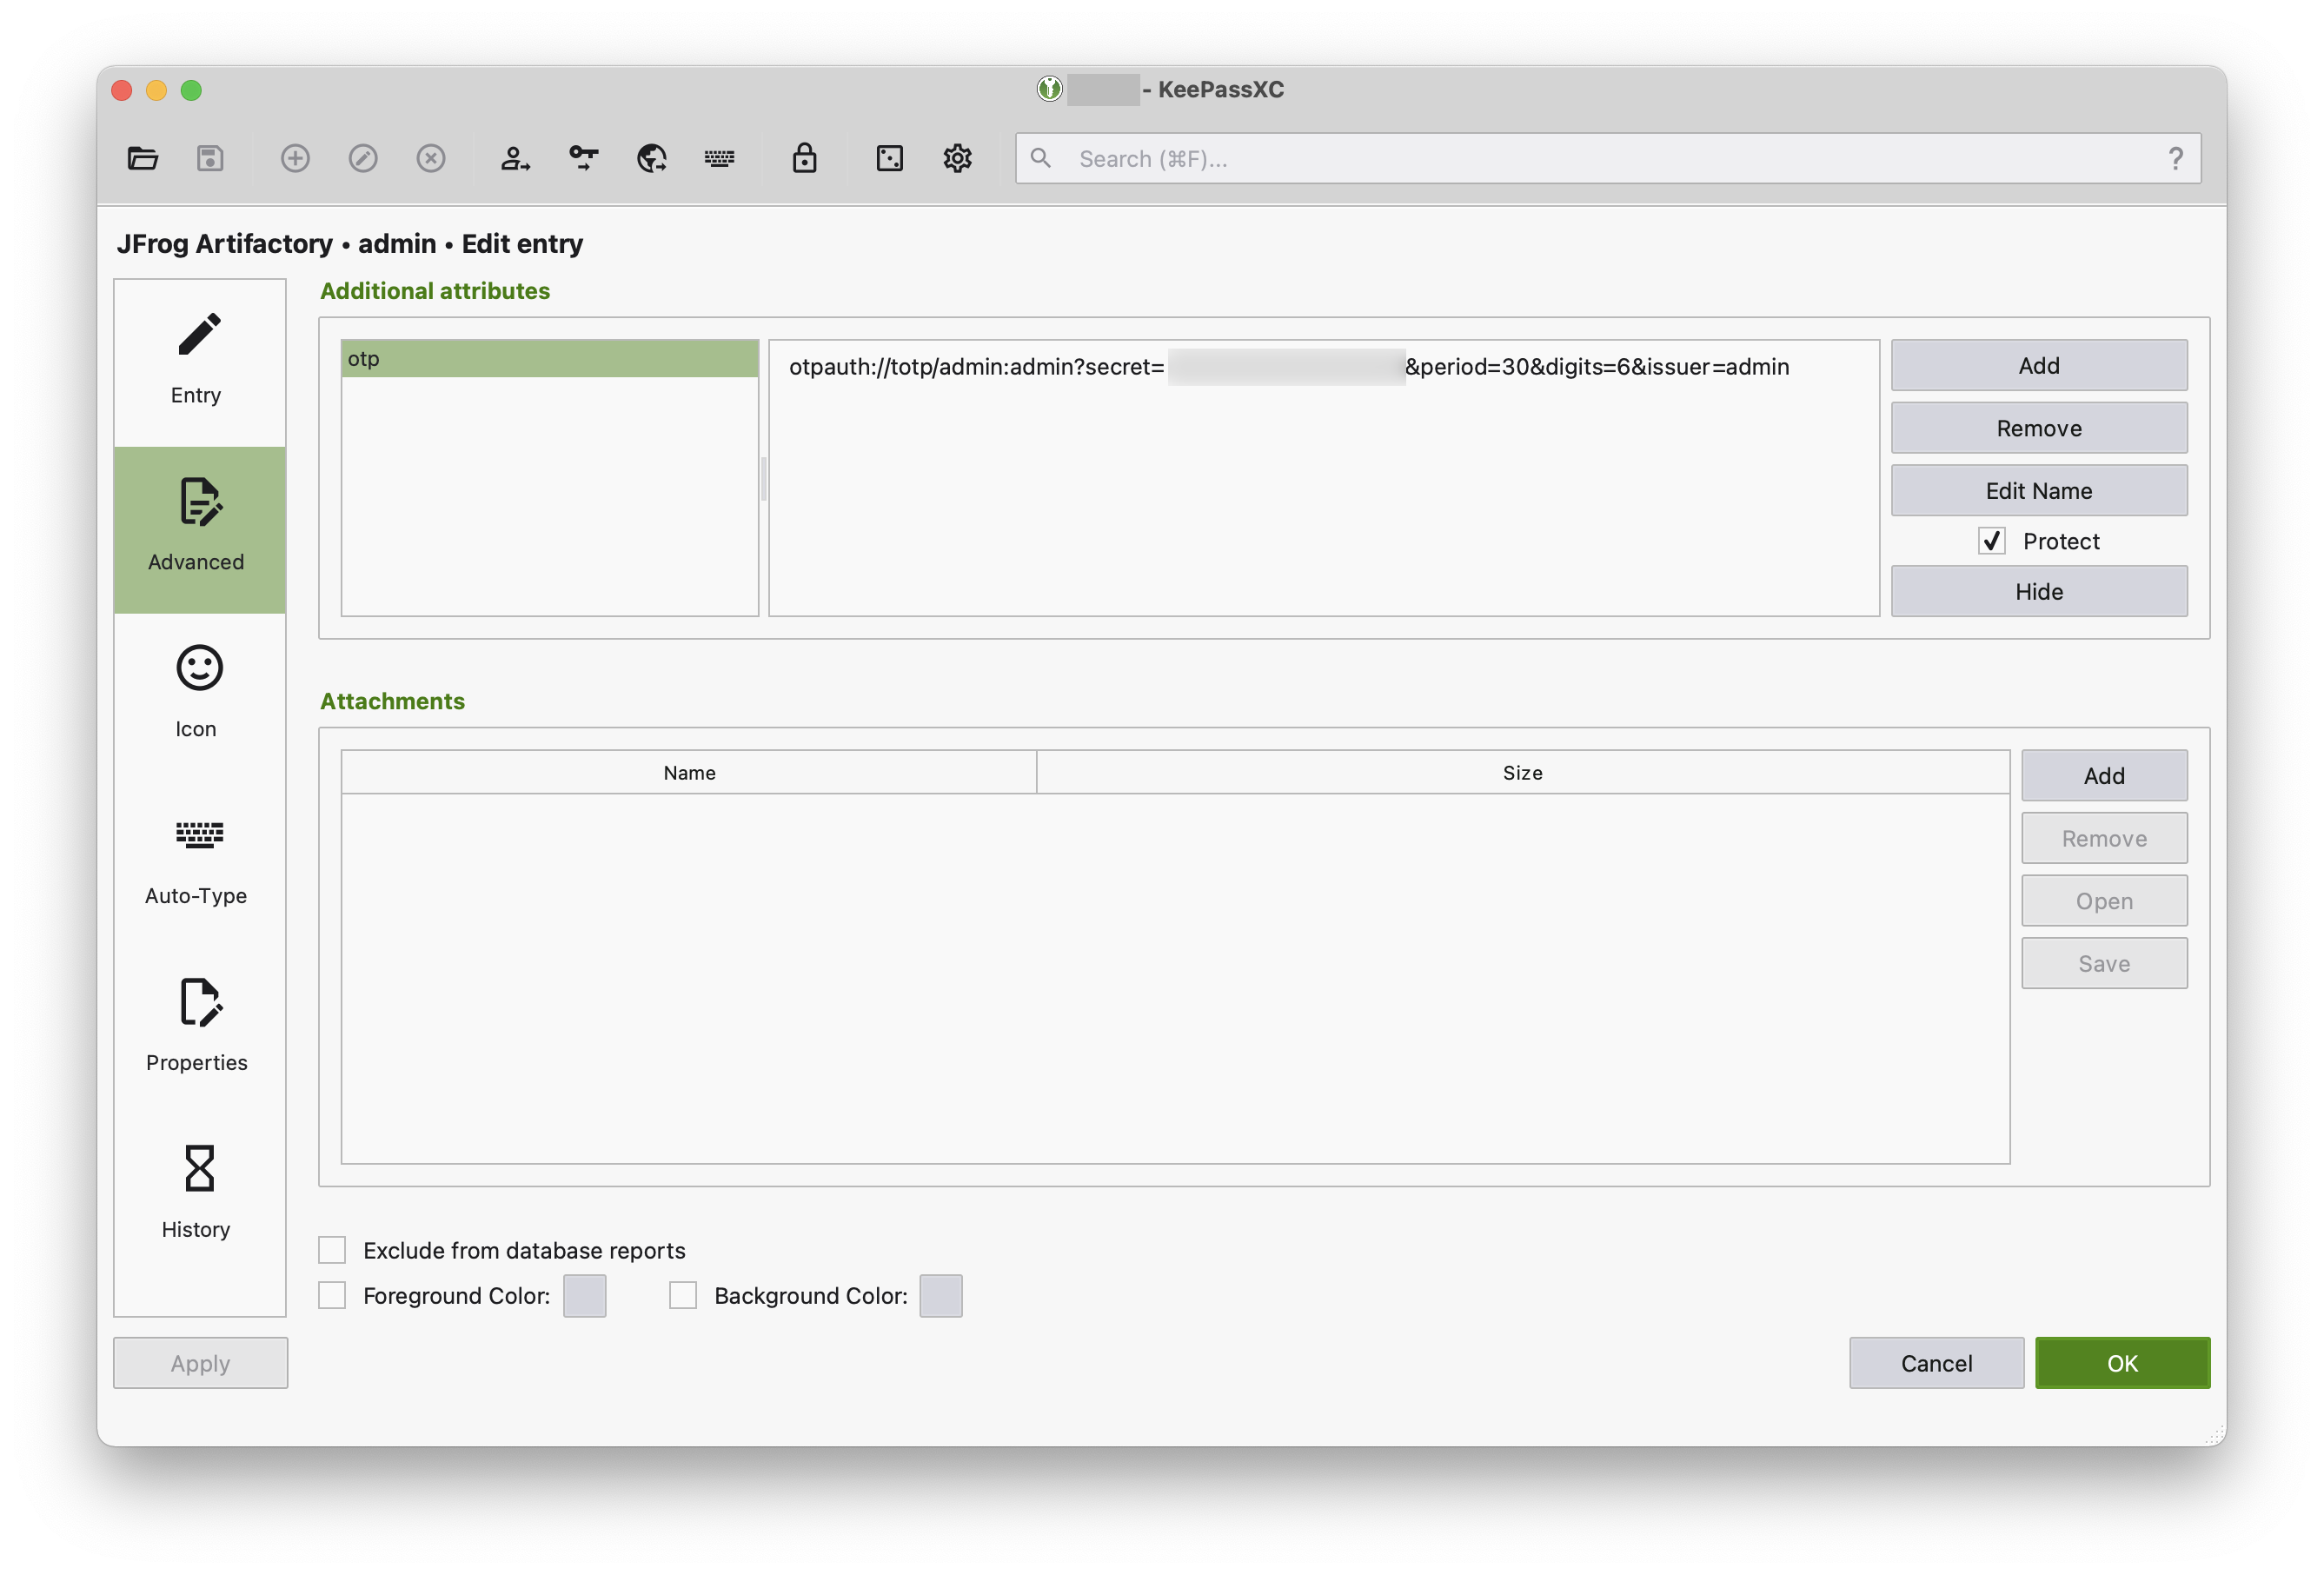 - KeePassXC
Search (⌘F)...
?
JFrog Artifactory • admin • Edit entry
Entry
Advanced
Icon
Auto-Type
Properties
History
Additional attributes
otp
otpauth://totp/admin:admin?secret= &period=30&digits=6&issuer=admin
Add
Remove
Edit Name
Protect
Hide
Attachments
Name Size
Add
Remove
Open
Save
Exclude from database reports
Foreground Color: Background Color:
Apply Cancel OK